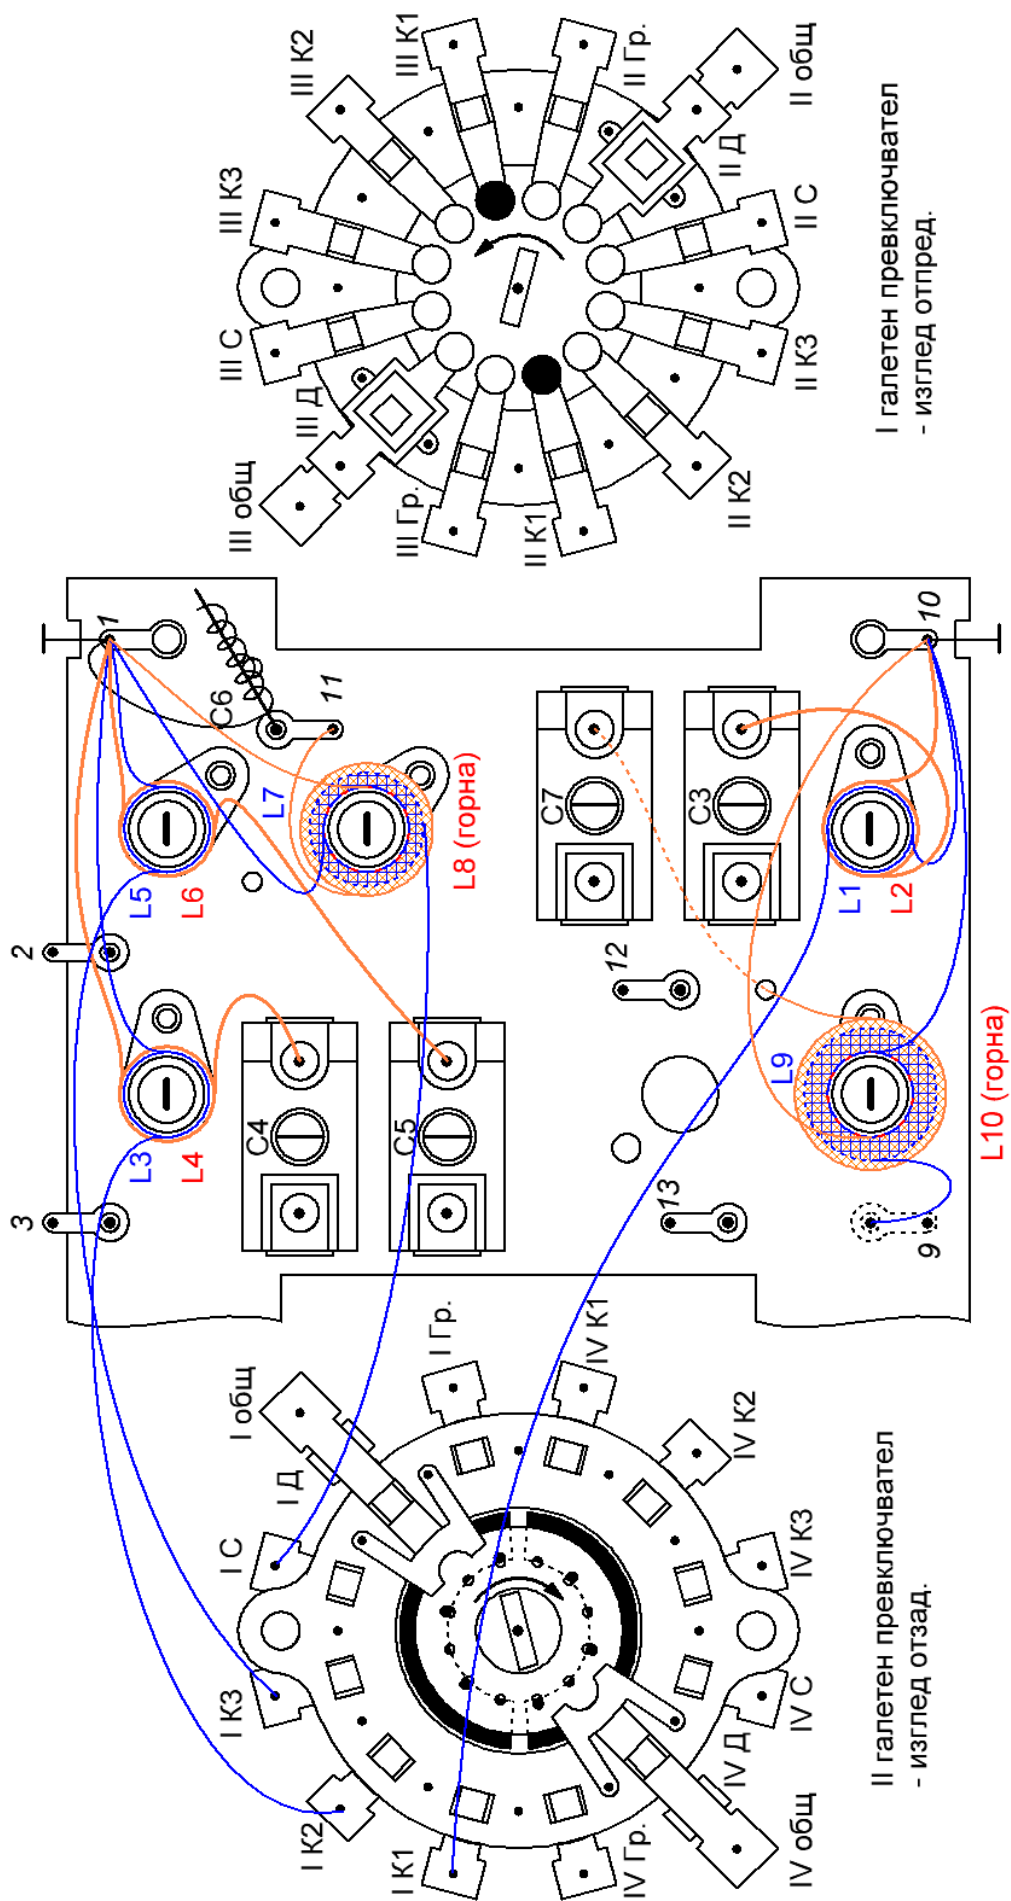 III К2
III К1
II Гр.
II общ
II Д
II С
III К3
III С
III Д
III общ
III Гр.
II К1
II К2
II К3
I галетен превключвател
- изглед отпред.
1
C6
11
L7
L8 (горна)
L5
L6
2
L3
L4
3
C4
C5
C7
C3
10
L1
L2
12
L9
L10 (горна)
13
9
I Гр.
IV К1
I общ
IV К2
I Д
I С
IV К3
I К3
IV С
IV Д
I К2
I К1
IV Гр.
IV общ
II галетен превключвател
- изглед отзад.